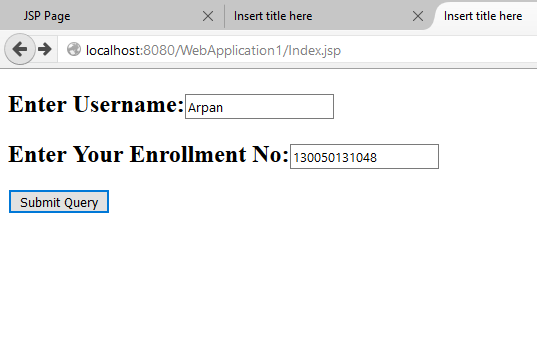 JSP Page Insert title here Insert title here
localhost:8080/WebApplication1/Index.jsp
Enter Username: Arpan
Enter Your Enrollment No: 130050131048
Submit Query